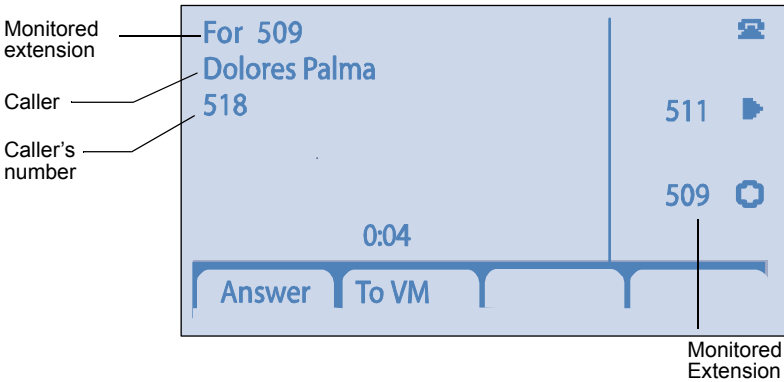 Monitored
extension
Caller
Caller's
number
For 509
Dolores Palma
518
511
509
0:04
Answer
To VM
Monitored
Extension